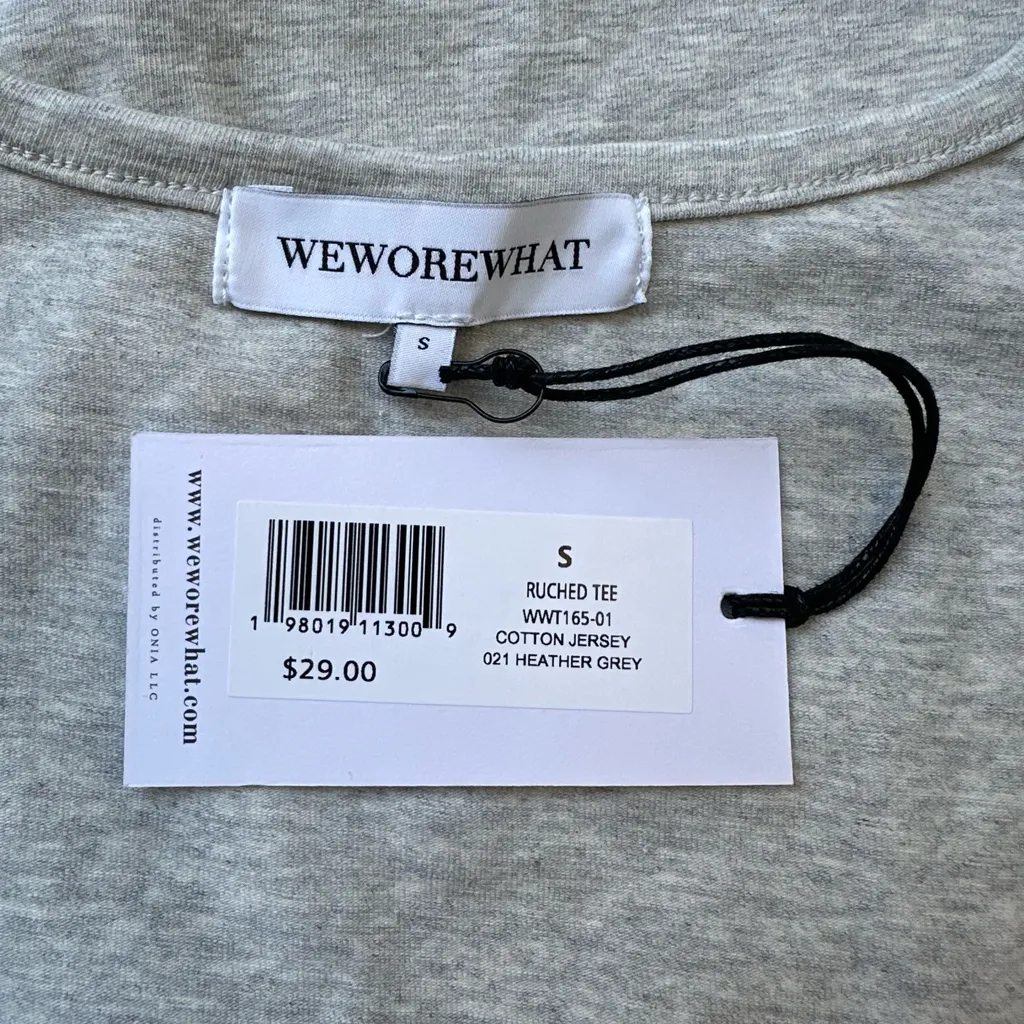 WEWOREWHAT
S
www.weworewhat.com
distributed by ONIA LLC
1 98019 11300 9
$29.00
S
RUCHED TEE
WWT165-01
COTTON JERSEY
021 HEATHER GREY